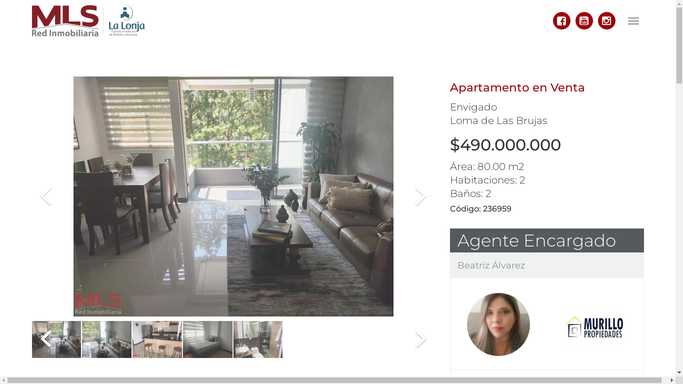 MLS
Red Inmobiliaria
La Lonja
Apartamento en Venta
Envigado
Loma de Las Brujas
$490.000.000
Área: 80.00 m2
Habitaciones: 2
Baños: 2
Código: 236959
MLS
Red Inmobiliaria
Agente Encargado
Beatriz Álvarez
MURILLO
PROPIEDADES